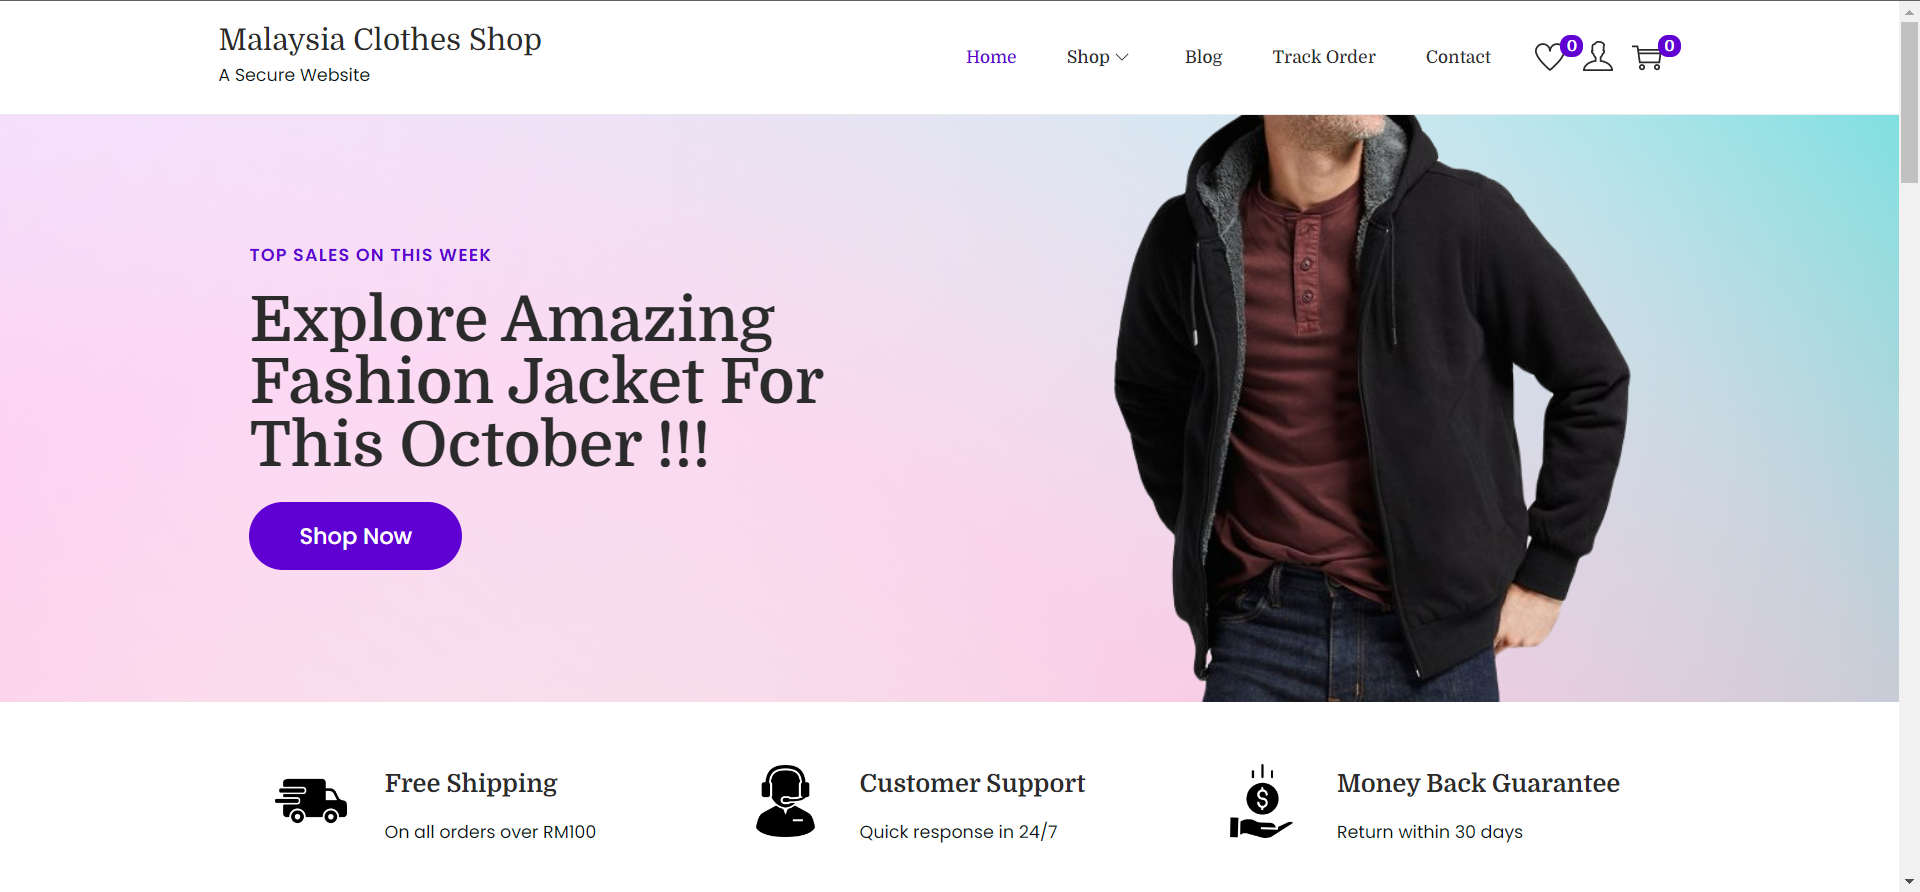 Malaysia Clothes Shop
A Secure Website
Home
Shop
Blog
Track Order
Contact
0
0
TOP SALES ON THIS WEEK
Explore Amazing
Fashion Jacket For
This October !!!
Shop Now
Free Shipping
On all orders over RM100
Customer Support
Quick response in 24/7
$
Money Back Guarantee
Return within 30 days